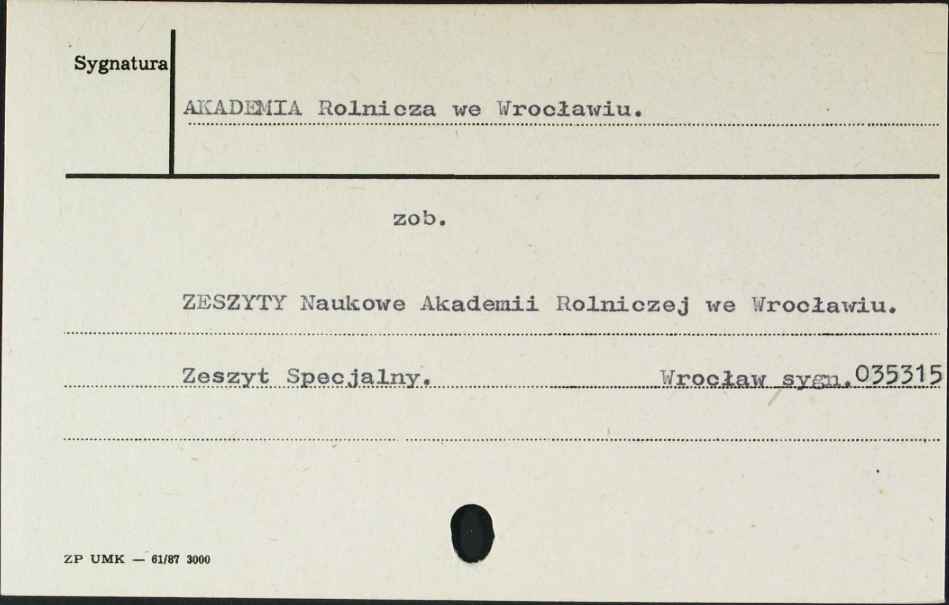 Sygnatura
AKADEMIA Rolnicza we Wrocławiu.
zob.
ZESZYTY Naukowe Akademii Rolniczej we Wrocławiu.
Zeszyt Specjalny. Wrocław sygn.035315
ZP UMK — 61/87 3000